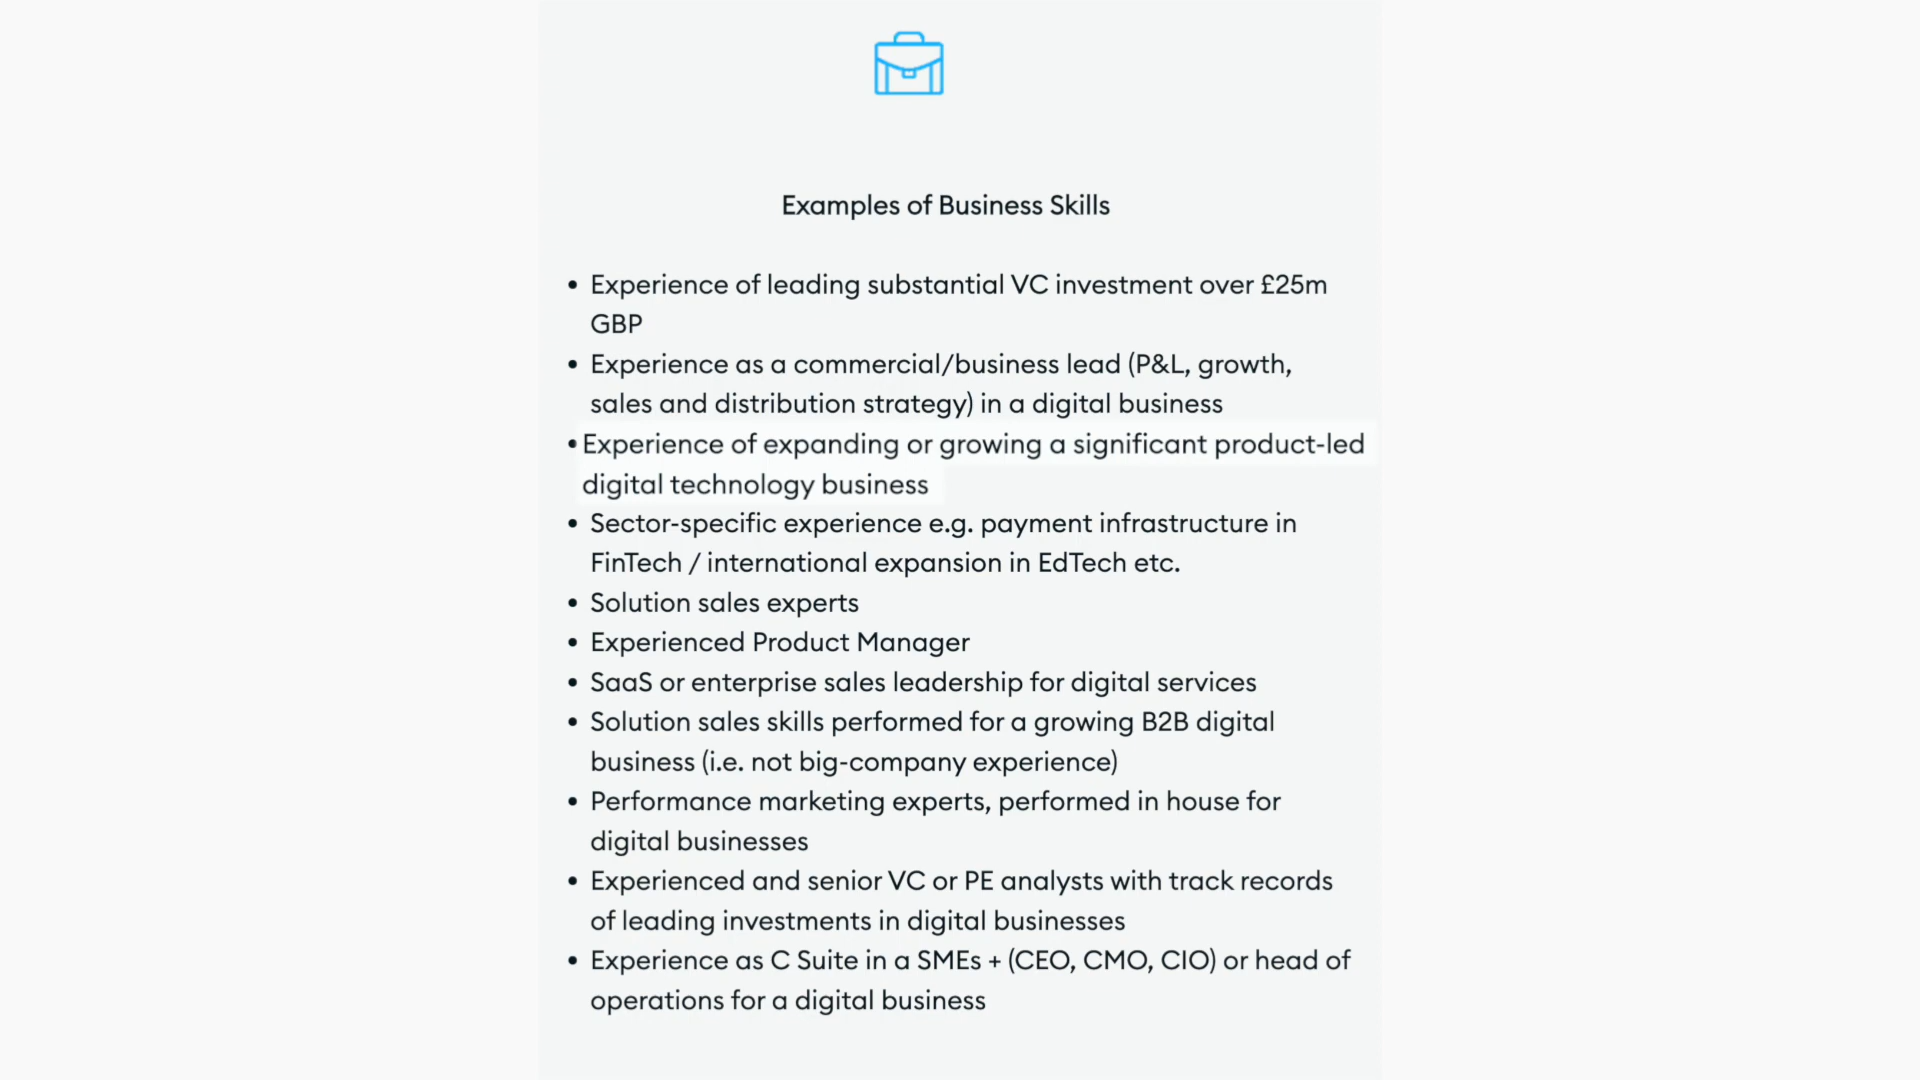 Examples of Business Skills
• Experience of leading substantial VC investment over £25m
GBP
• Experience as a commercial/business lead (P&L, growth,
sales and distribution strategy) in a digital business
• Experience of expanding or growing a significant product-led
digital technology business
• Sector-specific experience e.g. payment infrastructure in
FinTech / international expansion in EdTech etc.
• Solution sales experts
• Experienced Product Manager
• SaaS or enterprise sales leadership for digital services
• Solution sales skills performed for a growing B2B digital
business (i.e. not big-company experience)
• Performance marketing experts, performed in house for
digital businesses
• Experienced and senior VC or PE analysts with track records
of leading investments in digital businesses
• Experience as C Suite in a SMEs + (CEO, CMO, CIO) or head of
operations for a digital business